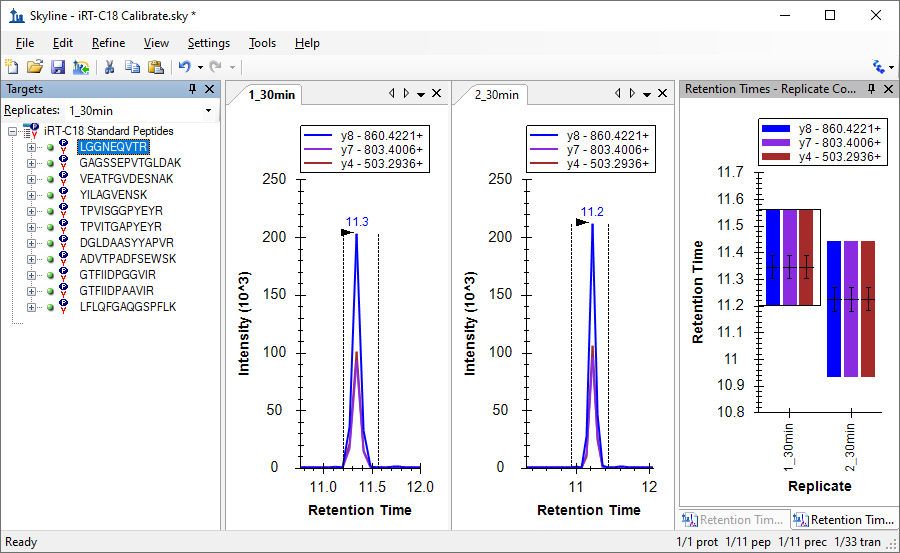 Skyline - iRT-C18 Calibrate.sky *
File Edit Refine View Settings Tools Help
Targets
Replicates: 1_30min
iRT-C18 Standard Peptides
LGGNEQVTR
GAGSSEPVTGLDAK
VEATFGVDESNAK
YILAGVENSK
TPVISGGPYEYR
TPVITGAPYEYR
DGLDAASYYAPVR
ADVTPADFSEWSK
GTFIIDPGGVIR
GTFIIDPAAVIR
LFLQFGAQGSPFLK
1_30min
y8 - 860.4221+
y7 - 803.4006+
y4 - 503.2936+
250
200
150
100
50
0
Intensity (10^3)
11.3
11.0 11.5 12.0
Retention Time
2_30min
y8 - 860.4221+
y7 - 803.4006+
y4 - 503.2936+
250
200
150
100
50
0
Intensity (10^3)
11.2
11 12
Retention Time
Retention Times - Replicate Co...
y8 - 860.4221+
y7 - 803.4006+
y4 - 503.2936+
11.7
11.6
11.5
11.4
11.3
11.2
11.1
11
10.9
10.8
Retention Time
1_30min
2_30min
Replicate
Retention Tim...
Retention Tim...
Ready
1/1 prot 1/11 pep 1/11 prec 1/33 tran